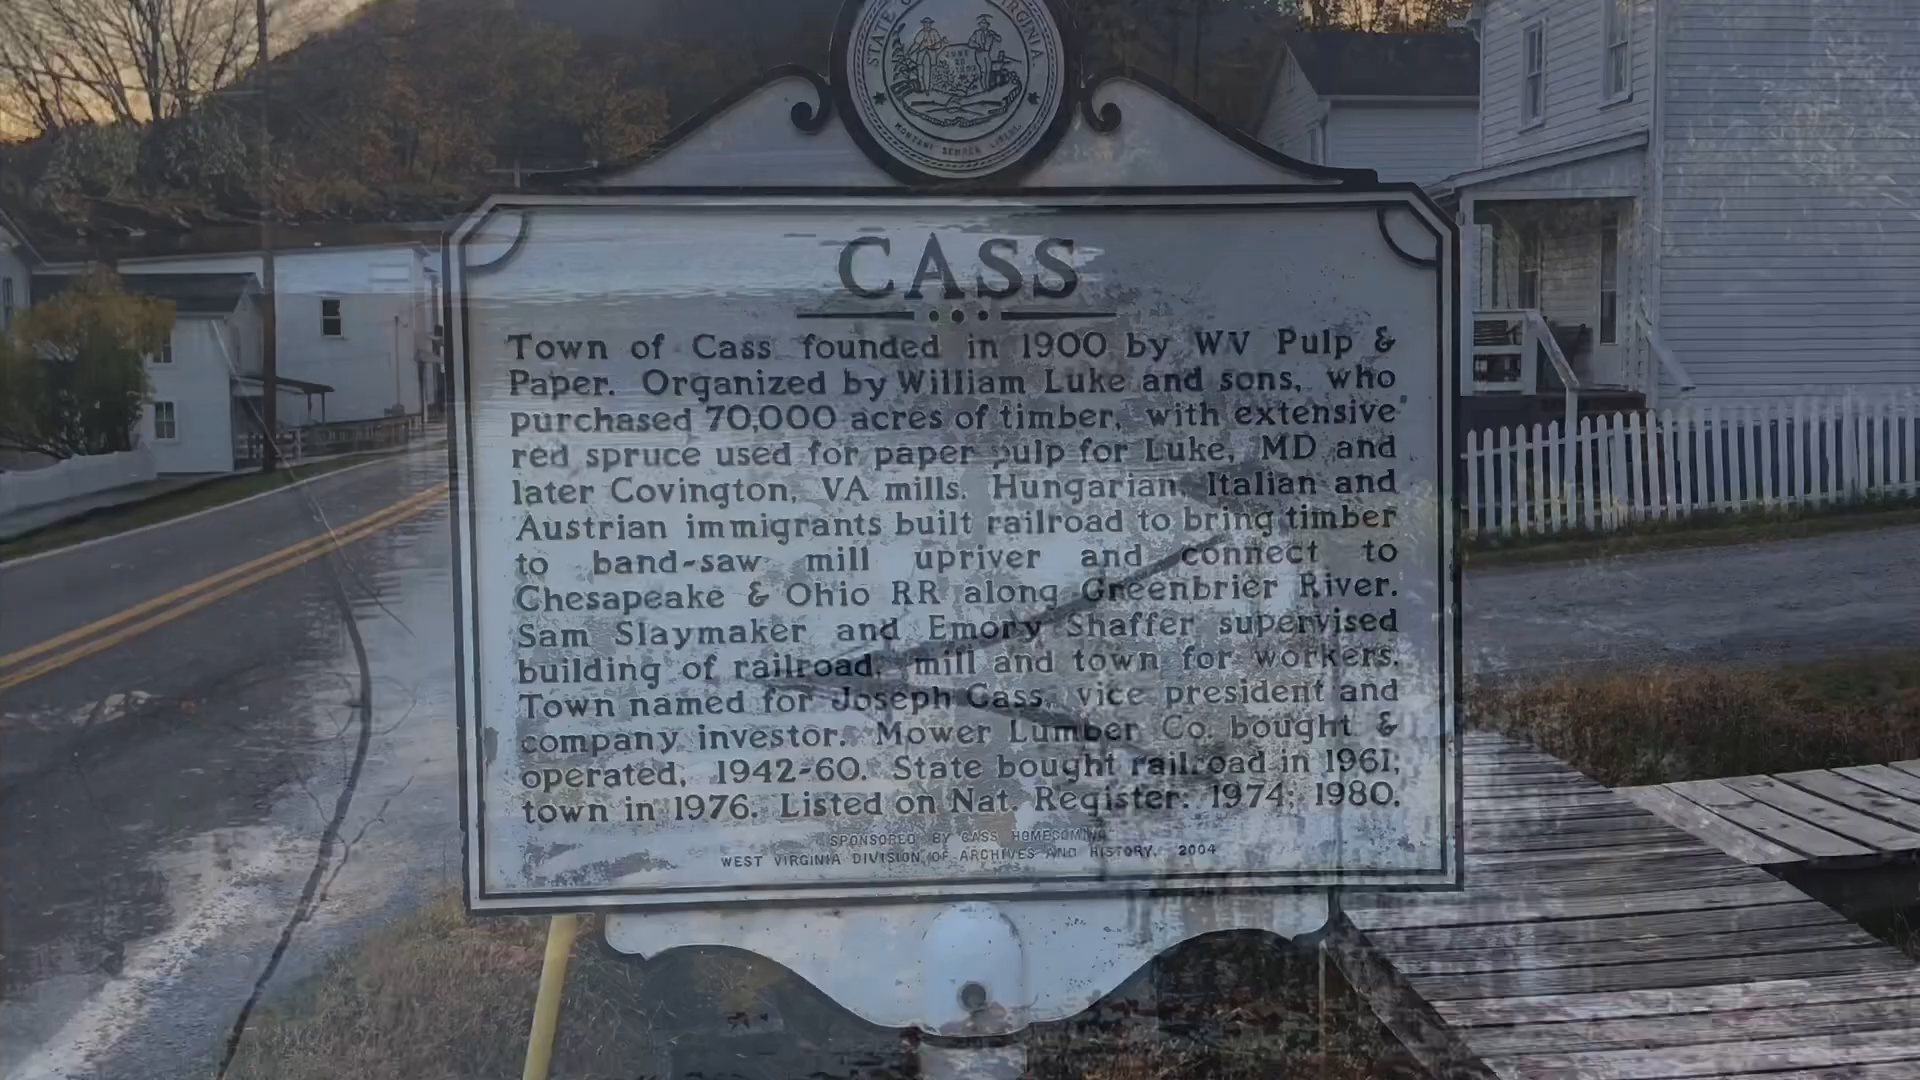 STATE OF VIRGINIA
MONTANI SEMPER LIBERI
CASS
Town of Cass founded in 1900 by WV Pulp &
Paper. Organized by William Luke and sons, who
purchased 70,000 acres of timber, with extensive
red spruce used for paper pulp for Luke, MD and
later Covington, VA mills. Hungarian, Italian and
Austrian immigrants built railroad to bring timber
to band-saw mill upriver and connect to
Chesapeake & Ohio RR along Greenbrier River.
Sam Slaymaker and Emory Shaffer supervised
building of railroad, mill and town for workers.
Town named for Joseph Cass, vice president and
company investor. Mower Lumber Co. bought &
operated, 1942-60. State bought railroad in 1961;
town in 1976. Listed on Nat. Register: 1974; 1980.
SPONSORED BY CASS HOMECOMING
WEST VIRGINIA DIVISION OF ARCHIVES AND HISTORY, 2004